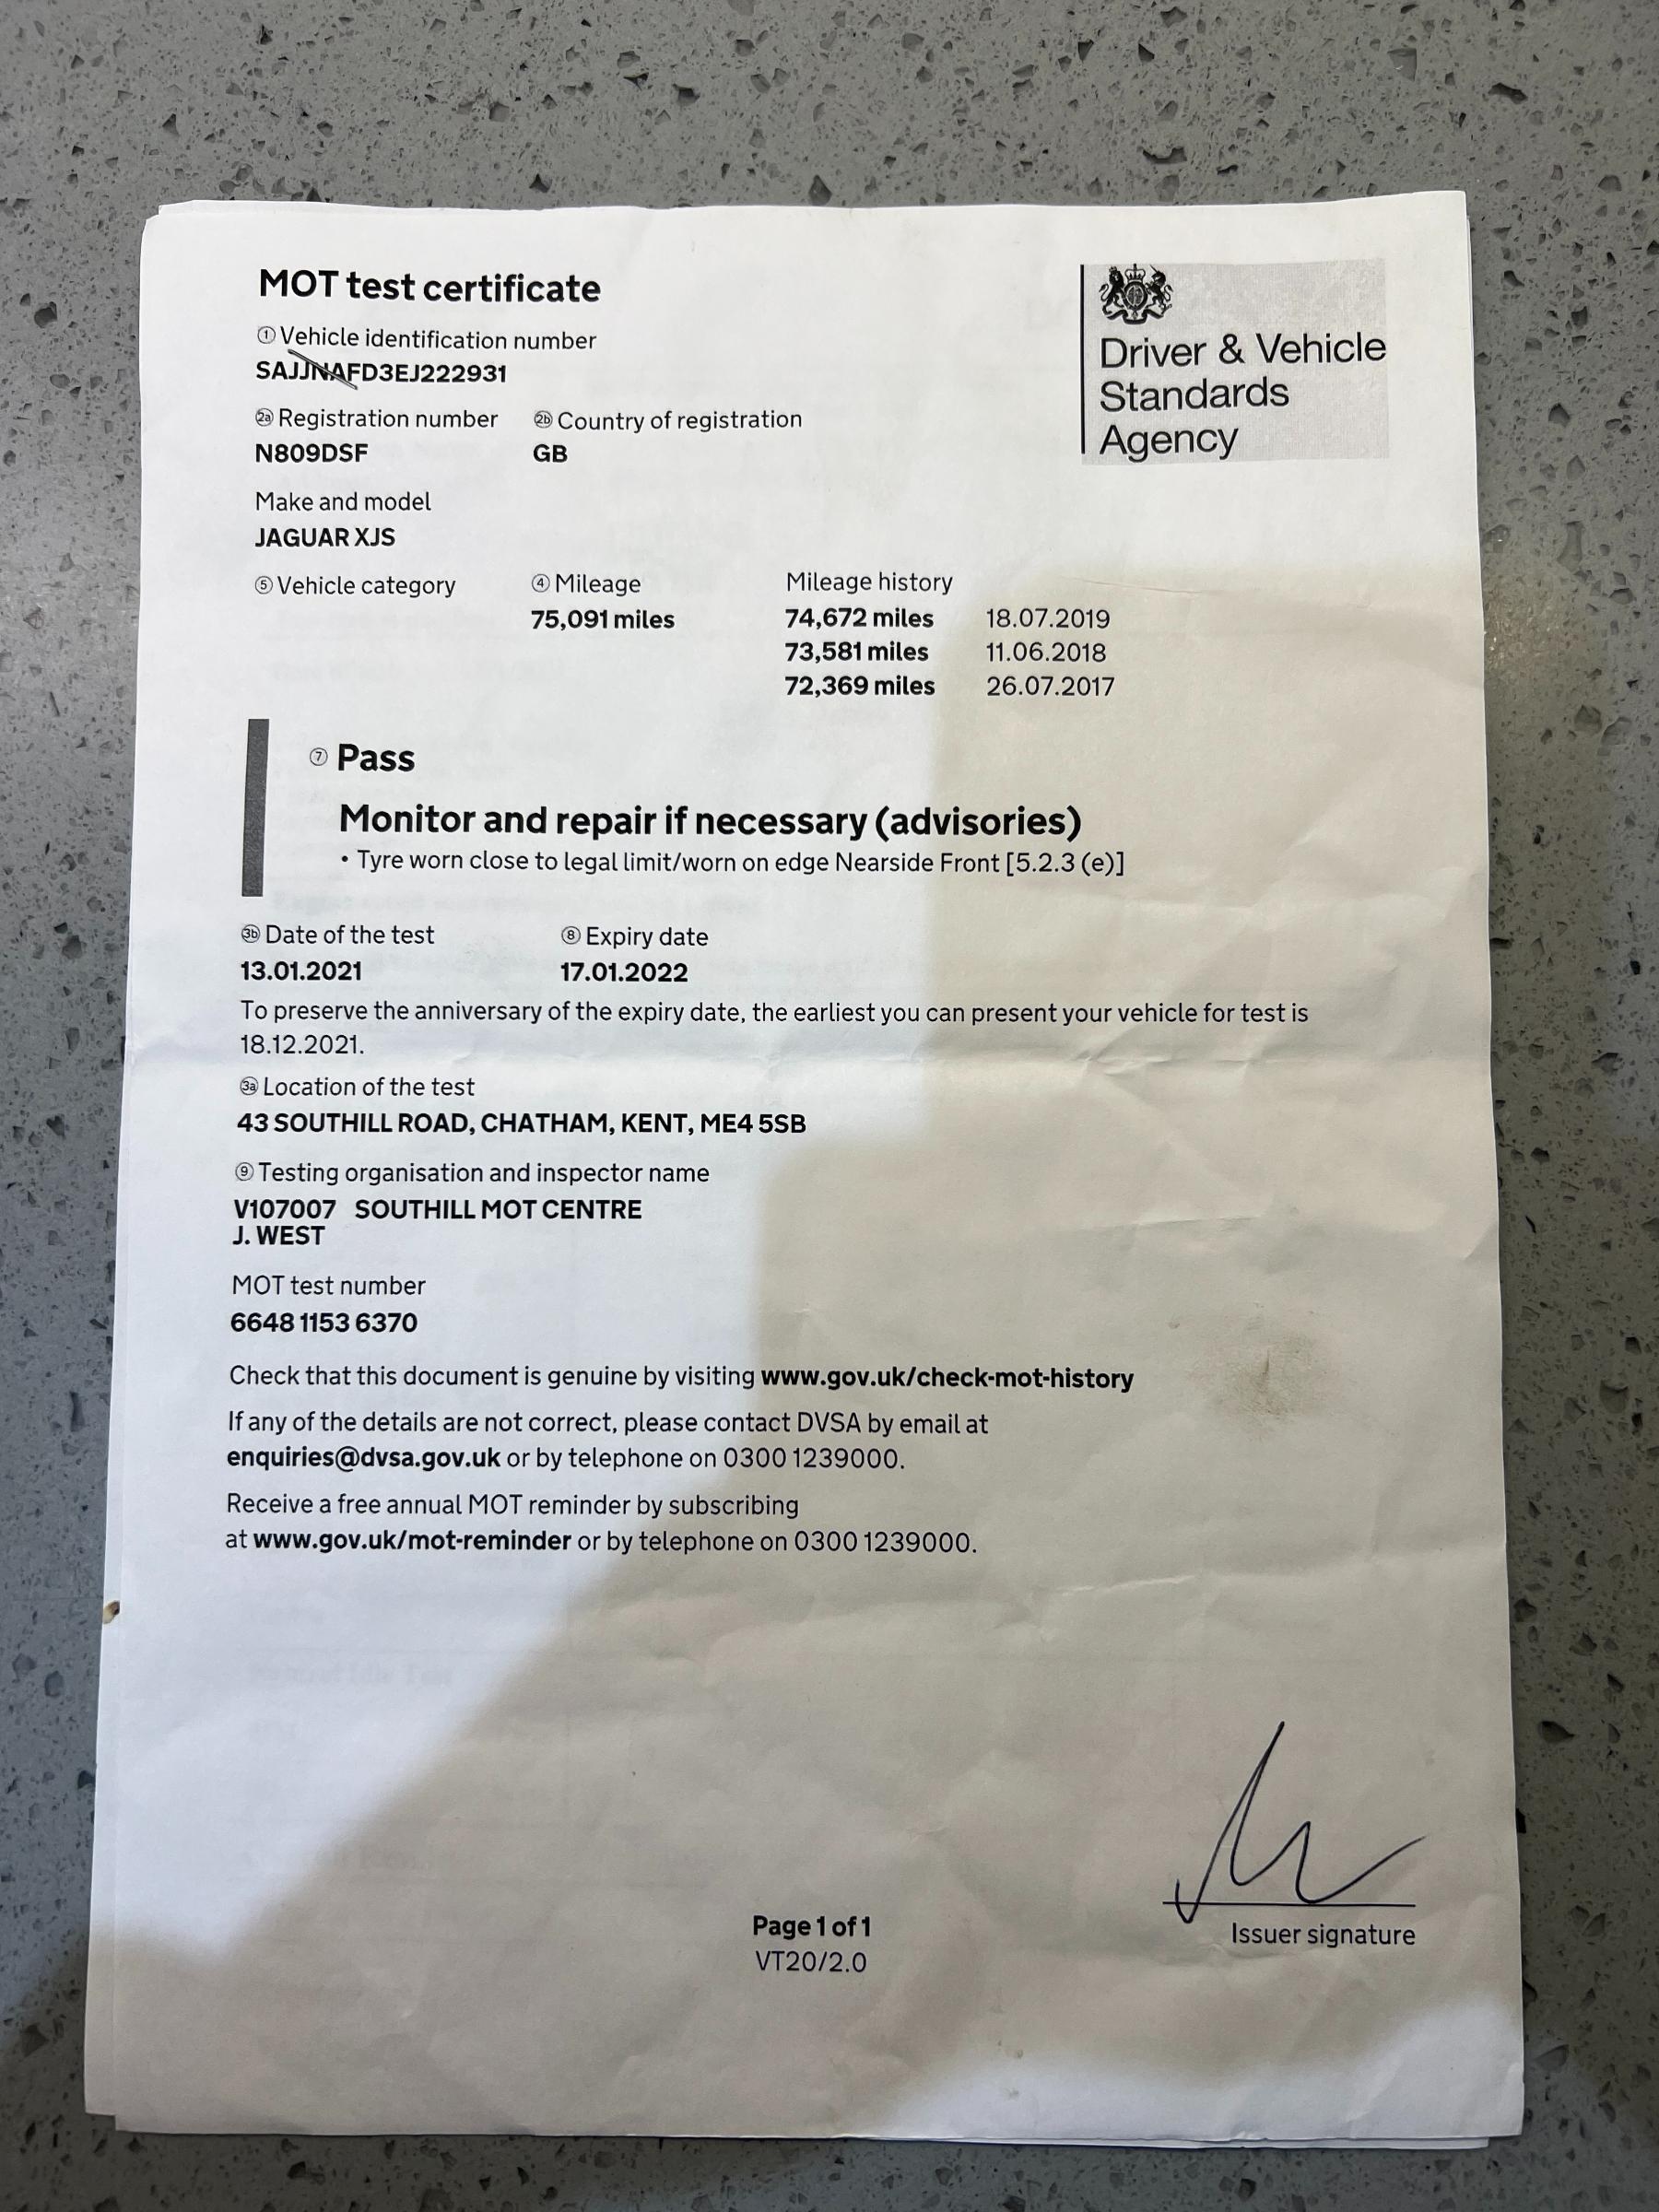 MOT test certificate
① Vehicle identification number
SAJJNAFD3EJ222931
Driver & Vehicle
Standards
Agency
2a Registration number 2b Country of registration
N809DSF GB
Make and model
JAGUAR XJS
⑤ Vehicle category ④ Mileage Mileage history
75,091 miles 74,672 miles 18.07.2019
73,581 miles 11.06.2018
72,369 miles 26.07.2017
⑦ Pass
Monitor and repair if necessary (advisories)
• Tyre worn close to legal limit/worn on edge Nearside Front [5.2.3 (e)]
3b Date of the test ⑧ Expiry date
13.01.2021 17.01.2022
To preserve the anniversary of the expiry date, the earliest you can present your vehicle for test is
18.12.2021.
3a Location of the test
43 SOUTHILL ROAD, CHATHAM, KENT, ME4 5SB
⑨ Testing organisation and inspector name
V107007 SOUTHILL MOT CENTRE
J. WEST
MOT test number
6648 1153 6370
Check that this document is genuine by visiting www.gov.uk/check-mot-history
If any of the details are not correct, please contact DVSA by email at
enquiries@dvsa.gov.uk or by telephone on 0300 1239000.
Receive a free annual MOT reminder by subscribing
at www.gov.uk/mot-reminder or by telephone on 0300 1239000.
Issuer signature
Page 1 of 1
VT20/2.0